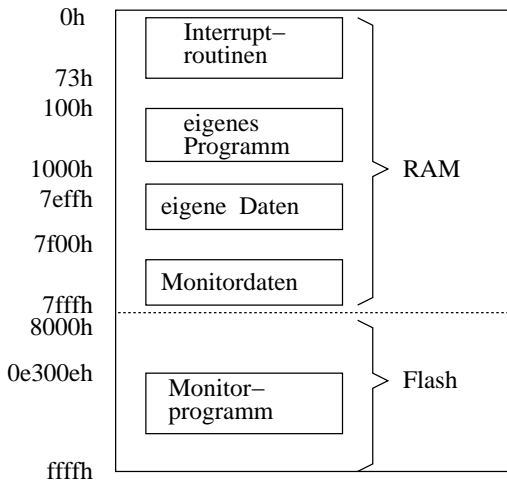 0h
Interrupt–
routinen
73h
100h
eigenes
Programm
1000h
RAM
7effh
eigene Daten
7f00h
Monitordaten
7fffh
8000h
0e300eh
Flash
Monitor–
programm
ffffh